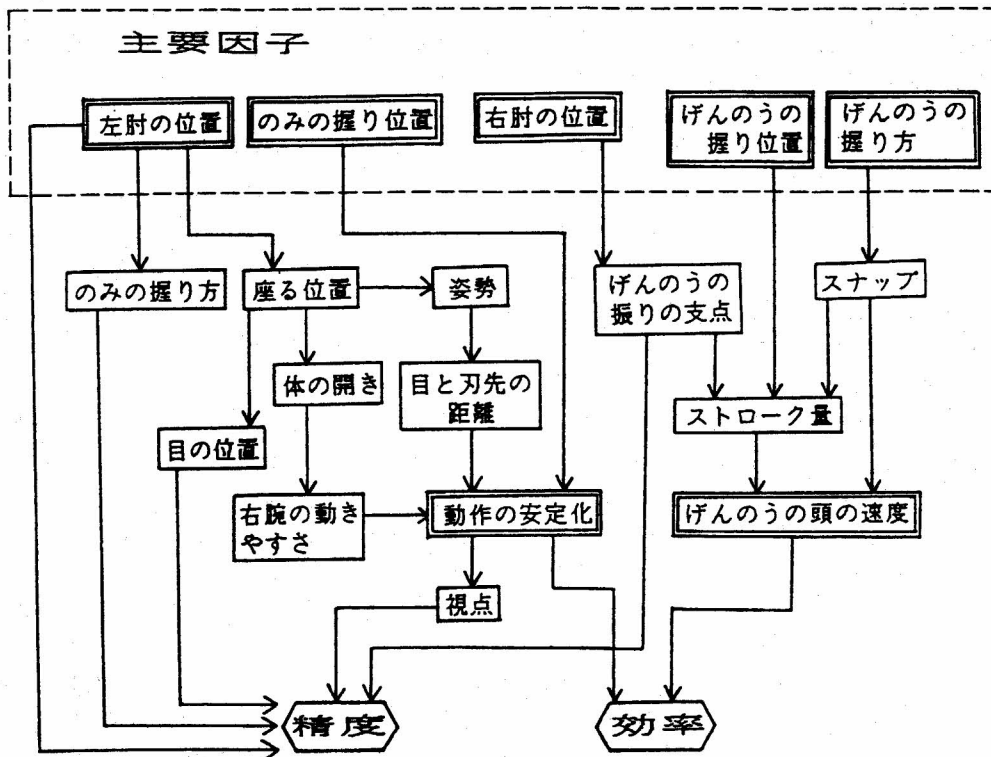 主要因子
左肘の位置
のみの握り位置
右肘の位置
げんのうの
握り位置
げんのうの
握り方
のみの握り方
座る位置
姿勢
げんのうの
振りの支点
スナップ
体の開き
目と刃先の
距離
ストローク量
目の位置
右腕の動き
やすさ
動作の安定化
げんのうの頭の速度
視点
精度
効率